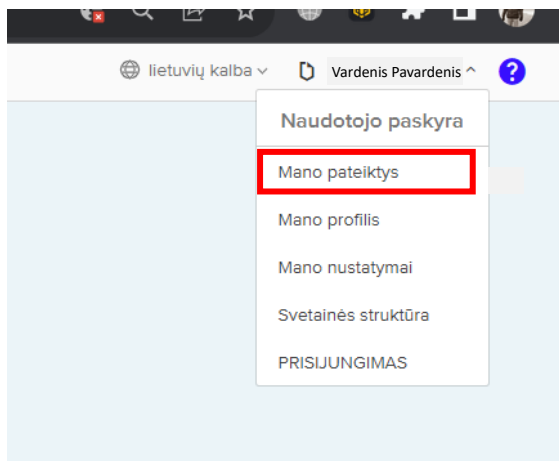 lietuvių kalba Vardenis Pavardenis ?
Naudotojo paskyra
Mano pateiktys
Mano profilis
Mano nustatymai
Svetainės struktūra
PRISIJUNGIMAS